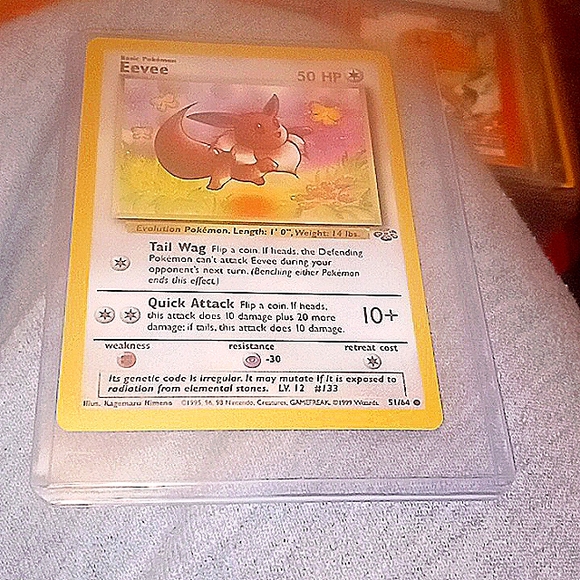 Basic Pokémon
Eevee
50 HP
Evolution Pokémon. Length: 1' 0", Weight: 14 lbs.
Tail Wag Flip a coin. If heads, the Defending
Pokémon can't attack Eevee during your
opponent's next turn. (Benching either Pokémon
ends this effect.)
Quick Attack Flip a coin. If heads,
this attack does 10 damage plus 20 more
damage; if tails, this attack does 10 damage.
10+
weakness
resistance
retreat cost
-30
Its genetic code is irregular. It may mutate if it is exposed to
radiation from elemental stones. LV. 12 #133
Illus. Kagemaru Himeno ©1995, 96, 98 Nintendo, Creatures, GAMEFREAK. ©1999 Wizards. 51/64